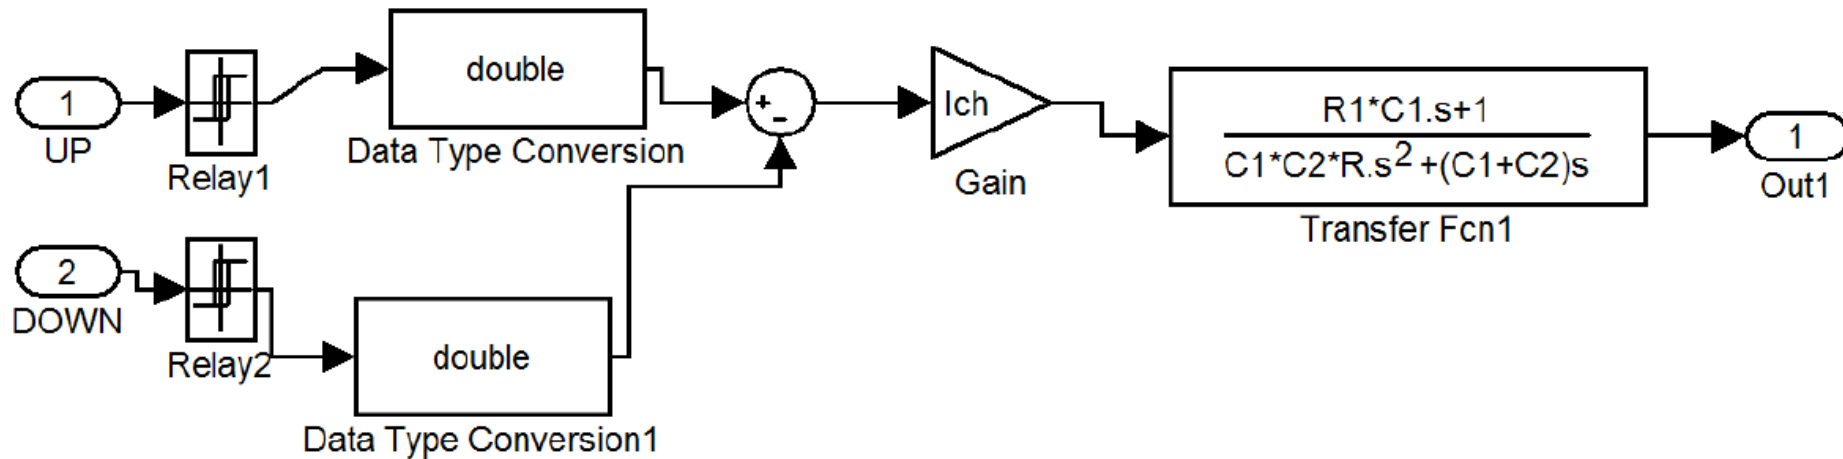 1
UP
Relay1
double
Data Type Conversion
+
-
Ich
Gain
R1*C1.s+1
C1*C2*R.s²+(C1+C2)s
Transfer Fcn1
1
Out1
2
DOWN
Relay2
double
Data Type Conversion1